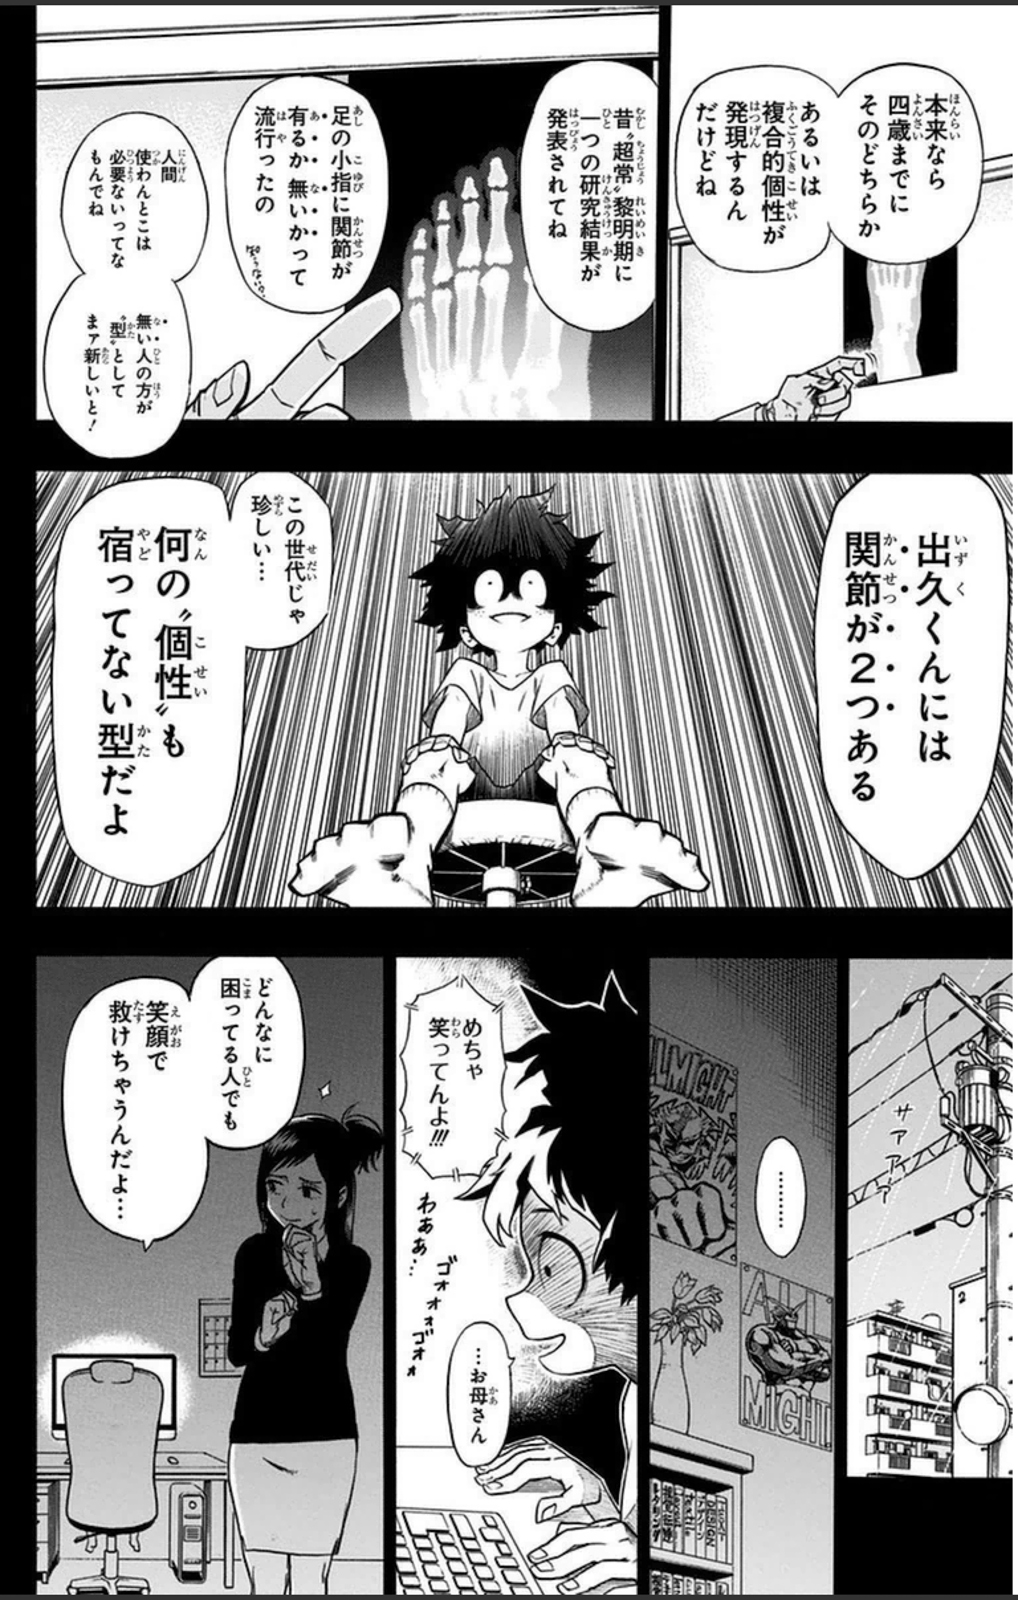 本来なら
四歳までに
そのどちらか
あるいは
複合的個性が
発現するん
だけどね
昔〝超常〟黎明期に
一つの研究結果が
発表されてね
足の小指に関節が
有るか無いかって
流行ったの
人間
使わんとこは
必要ないってな
もんでね
無い人の方が
〝型〟として
まァ新しいと!
出久くんには
関節が2つある
この世代じゃ
珍しい…
何の〝個性〟も
宿ってない型だよ
サアアアア
………
ALLMIGHT
ALL
MIGHT
めちゃ
笑ってんよ!!!
わああ…
ゴォォォゴォォ
…お母さん
どんなに
困ってる人でも
笑顔で
救けちゃうんだよ…
2